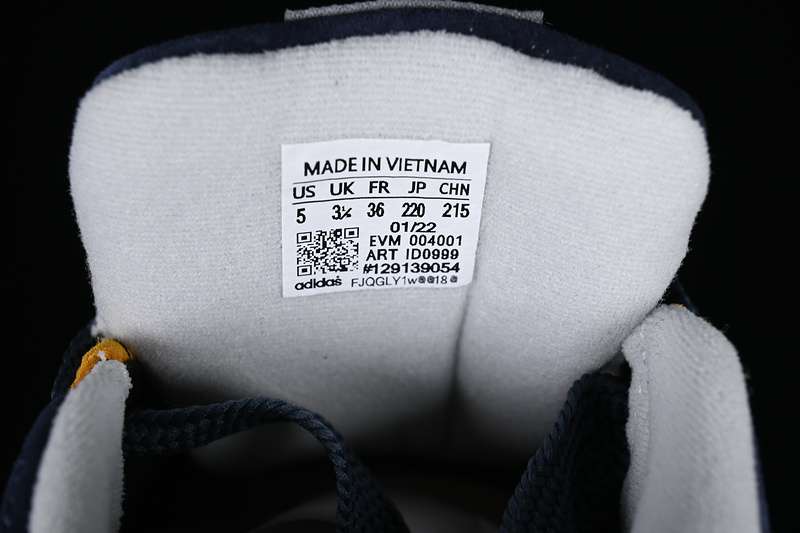 MADE IN VIETNAM
US UK FR JP CHN
5 3½ 36 220 215
01/22
EVM 004001
ART ID0999
#129139054
adidas FJQGLY1w